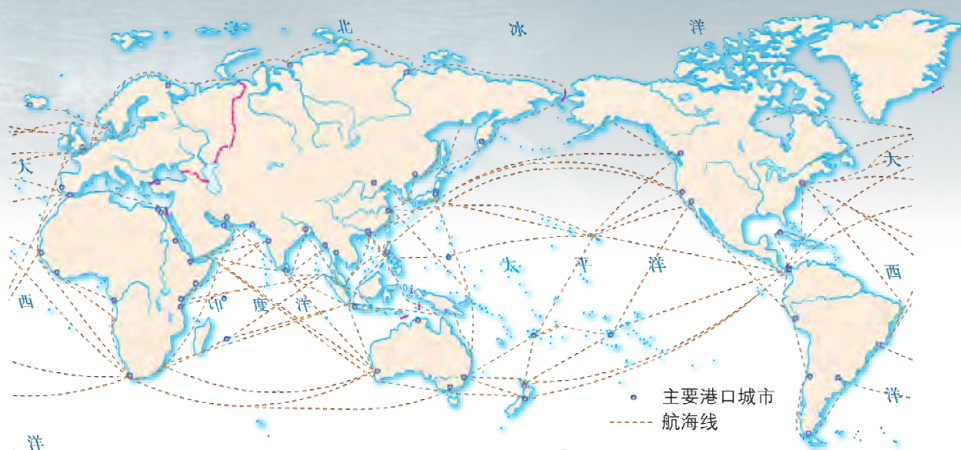 北 冰 洋
大
西
印 度 洋
太 平 洋
大
西
洋
主要港口城市
航海线
洋